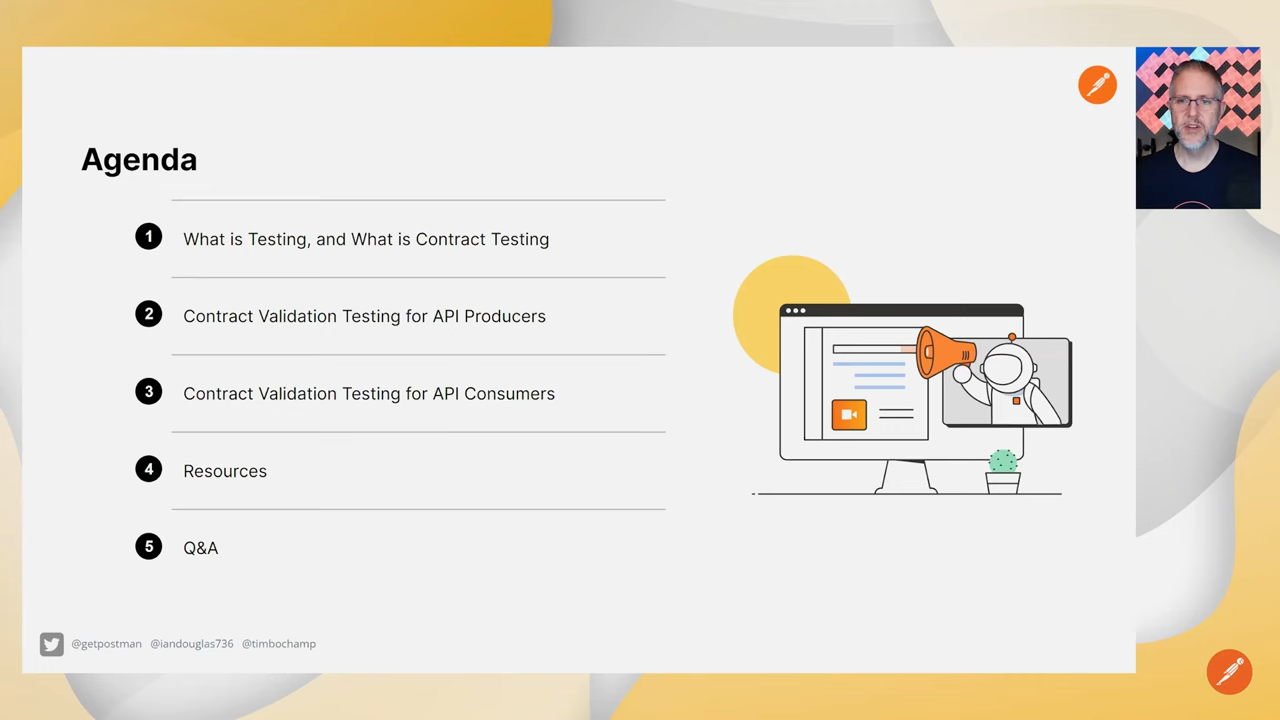 Agenda
1 What is Testing, and What is Contract Testing
2 Contract Validation Testing for API Producers
3 Contract Validation Testing for API Consumers
4 Resources
5 Q&A
@getpostman @iandouglas736 @timbochamp